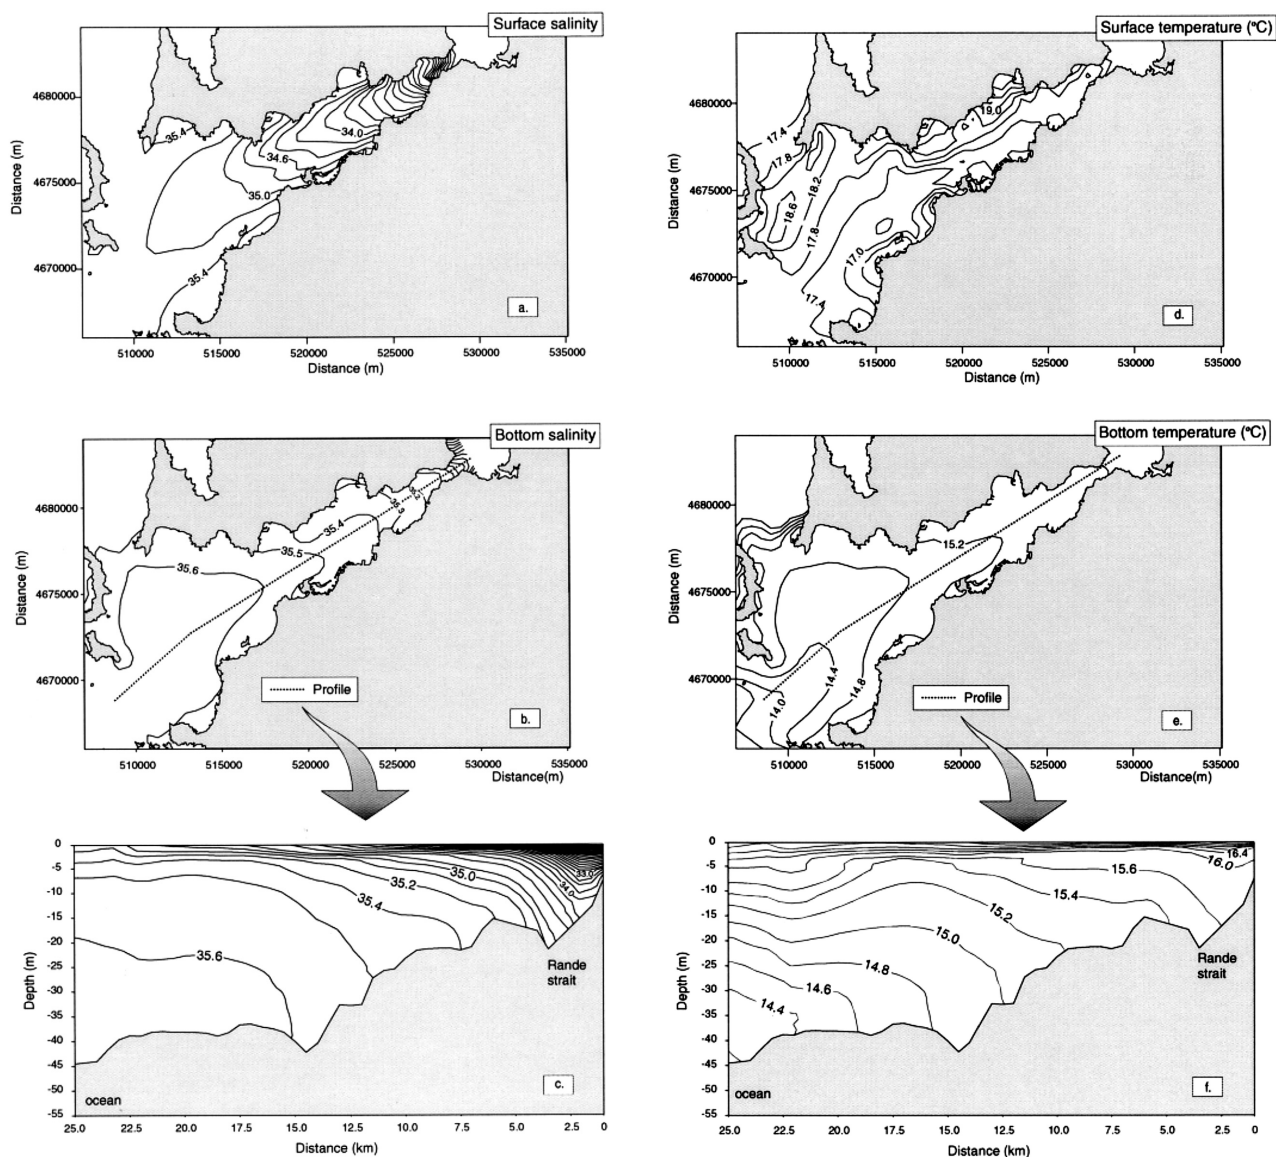 Surface salinity
4680000
4675000
4670000
Distance (m)
35.4
34.0
34.6
35.0
35.4
a.
510000 515000 520000 525000 530000 535000
Distance (m)
Surface temperature (°C)
4680000
4675000
4670000
Distance (m)
17.4
17.8
18.2
18.6
17.8
19.0
17.0
17.4
d.
510000 515000 520000 525000 530000 535000
Distance (m)
Bottom salinity
4680000
4675000
4670000
Distance (m)
35.4
35.5
35.6
Profile
b.
510000 515000 520000 525000 530000
Distance(m)
Bottom temperature (°C)
4680000
4675000
4670000
Distance (m)
15.2
14.4
14.8
14.0
Profile
e.
510000 515000 520000 525000 530000 535000
Distance(m)
0
-5
-10
-15
-20
-25
-30
-35
-40
-45
-50
-55
Depth (m)
33.0
34.0
35.0
35.2
35.4
35.6
Rande
strait
ocean
c.
25.0 22.5 20.0 17.5 15.0 12.5 10.0 7.5 5.0 2.5 0
Distance (km)
0
-5
-10
-15
-20
-25
-30
-35
-40
-45
-50
-55
Depth (m)
16.4
16.0
15.6
15.4
15.2
15.0
14.8
14.6
14.4
Rande
strait
ocean
f.
25.0 22.5 20.0 17.5 15.0 12.5 10.0 7.5 5.0 2.5 0
Distance (km)